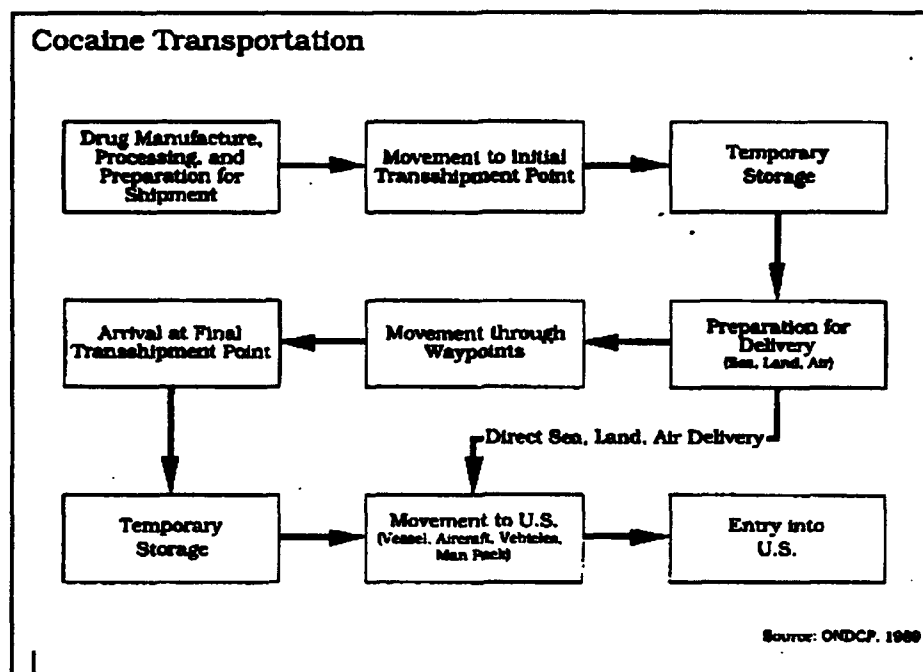 Cocaine Transportation
Drug Manufacture,
Processing, and
Preparation for
Shipment
Movement to Initial
Transshipment Point
Temporary
Storage
Preparation for
Delivery
(Sea, Land, Air)
Movement through
Waypoints
Arrival at Final
Transshipment Point
Direct Sea, Land, Air Delivery
Temporary
Storage
Movement to U.S.
(Vessel, Aircraft, Vehicles,
Man Pack)
Entry into
U.S.
Source: ONDCP, 1989